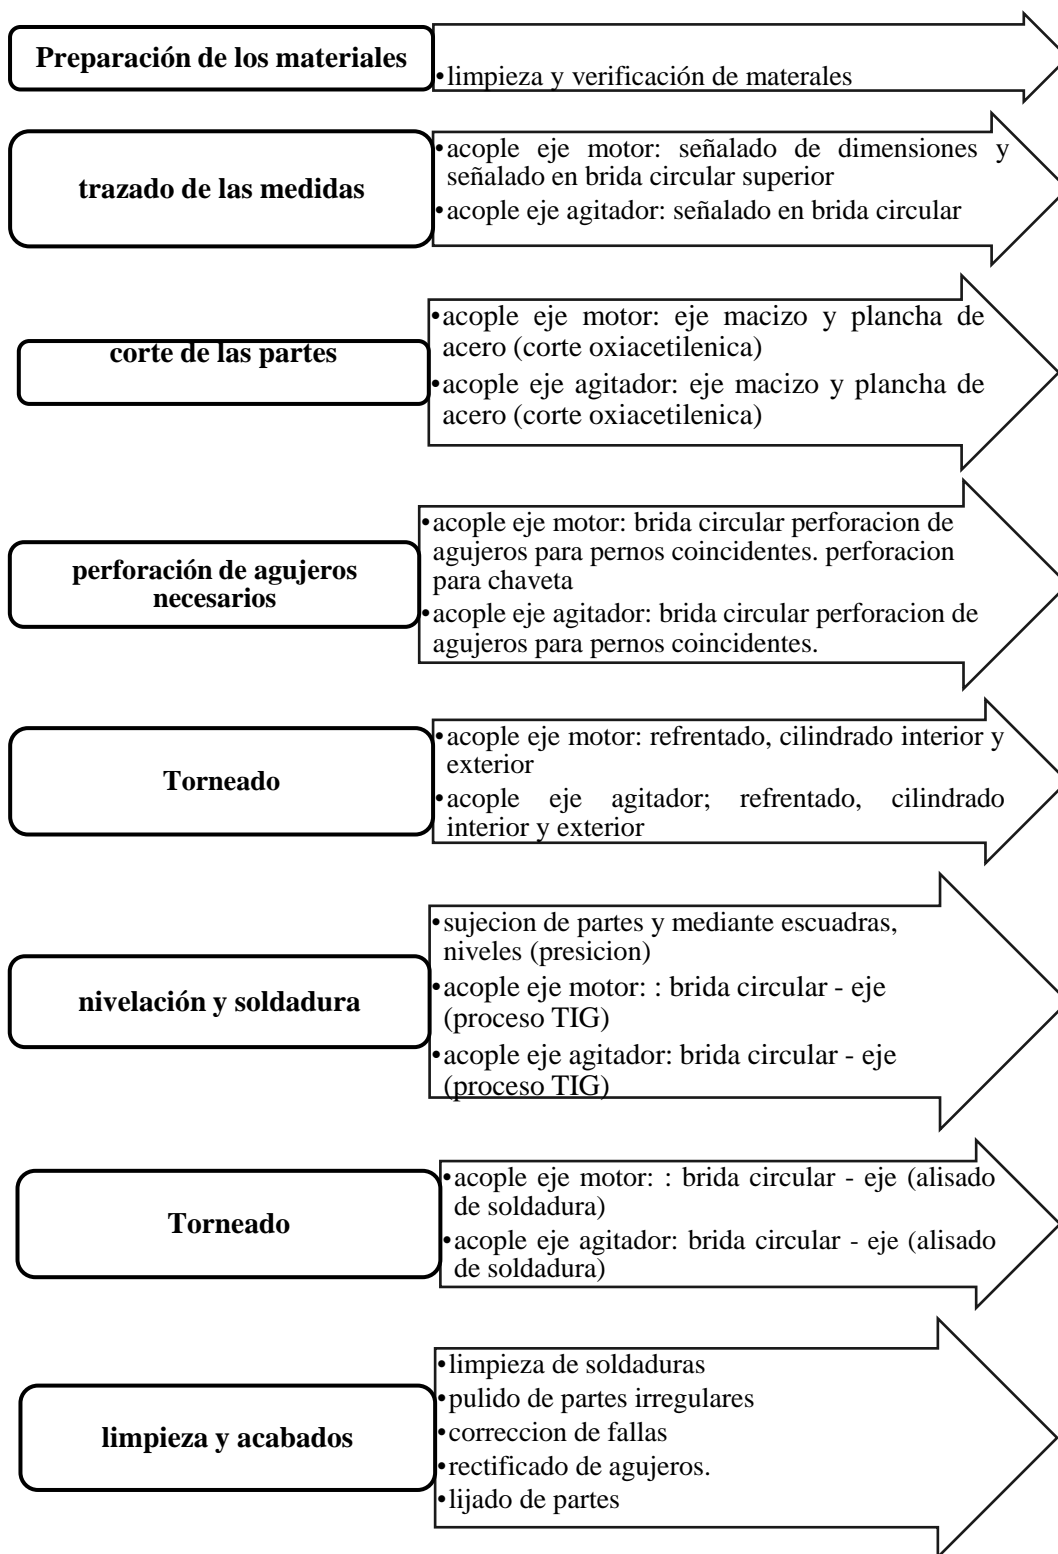 Preparación de los materiales
•limpieza y verificación de materales
trazado de las medidas
•acople eje motor: señalado de dimensiones y
señalado en brida circular superior
•acople eje agitador: señalado en brida circular
corte de las partes
•acople eje motor: eje macizo y plancha de
acero (corte oxiacetilenica)
•acople eje agitador: eje macizo y plancha de
acero (corte oxiacetilenica)
perforación de agujeros
necesarios
•acople eje motor: brida circular perforacion de
agujeros para pernos coincidentes. perforacion
para chaveta
•acople eje agitador: brida circular perforacion de
agujeros para pernos coincidentes.
Torneado
•acople eje motor: refrentado, cilindrado interior y
exterior
•acople eje agitador; refrentado, cilindrado
interior y exterior
nivelación y soldadura
•sujecion de partes y mediante escuadras,
niveles (presicion)
•acople eje motor: : brida circular - eje
(proceso TIG)
•acople eje agitador: brida circular - eje
(proceso TIG)
Torneado
•acople eje motor: : brida circular - eje (alisado
de soldadura)
•acople eje agitador: brida circular - eje (alisado
de soldadura)
limpieza y acabados
•limpieza de soldaduras
•pulido de partes irregulares
•correccion de fallas
•rectificado de agujeros.
•lijado de partes